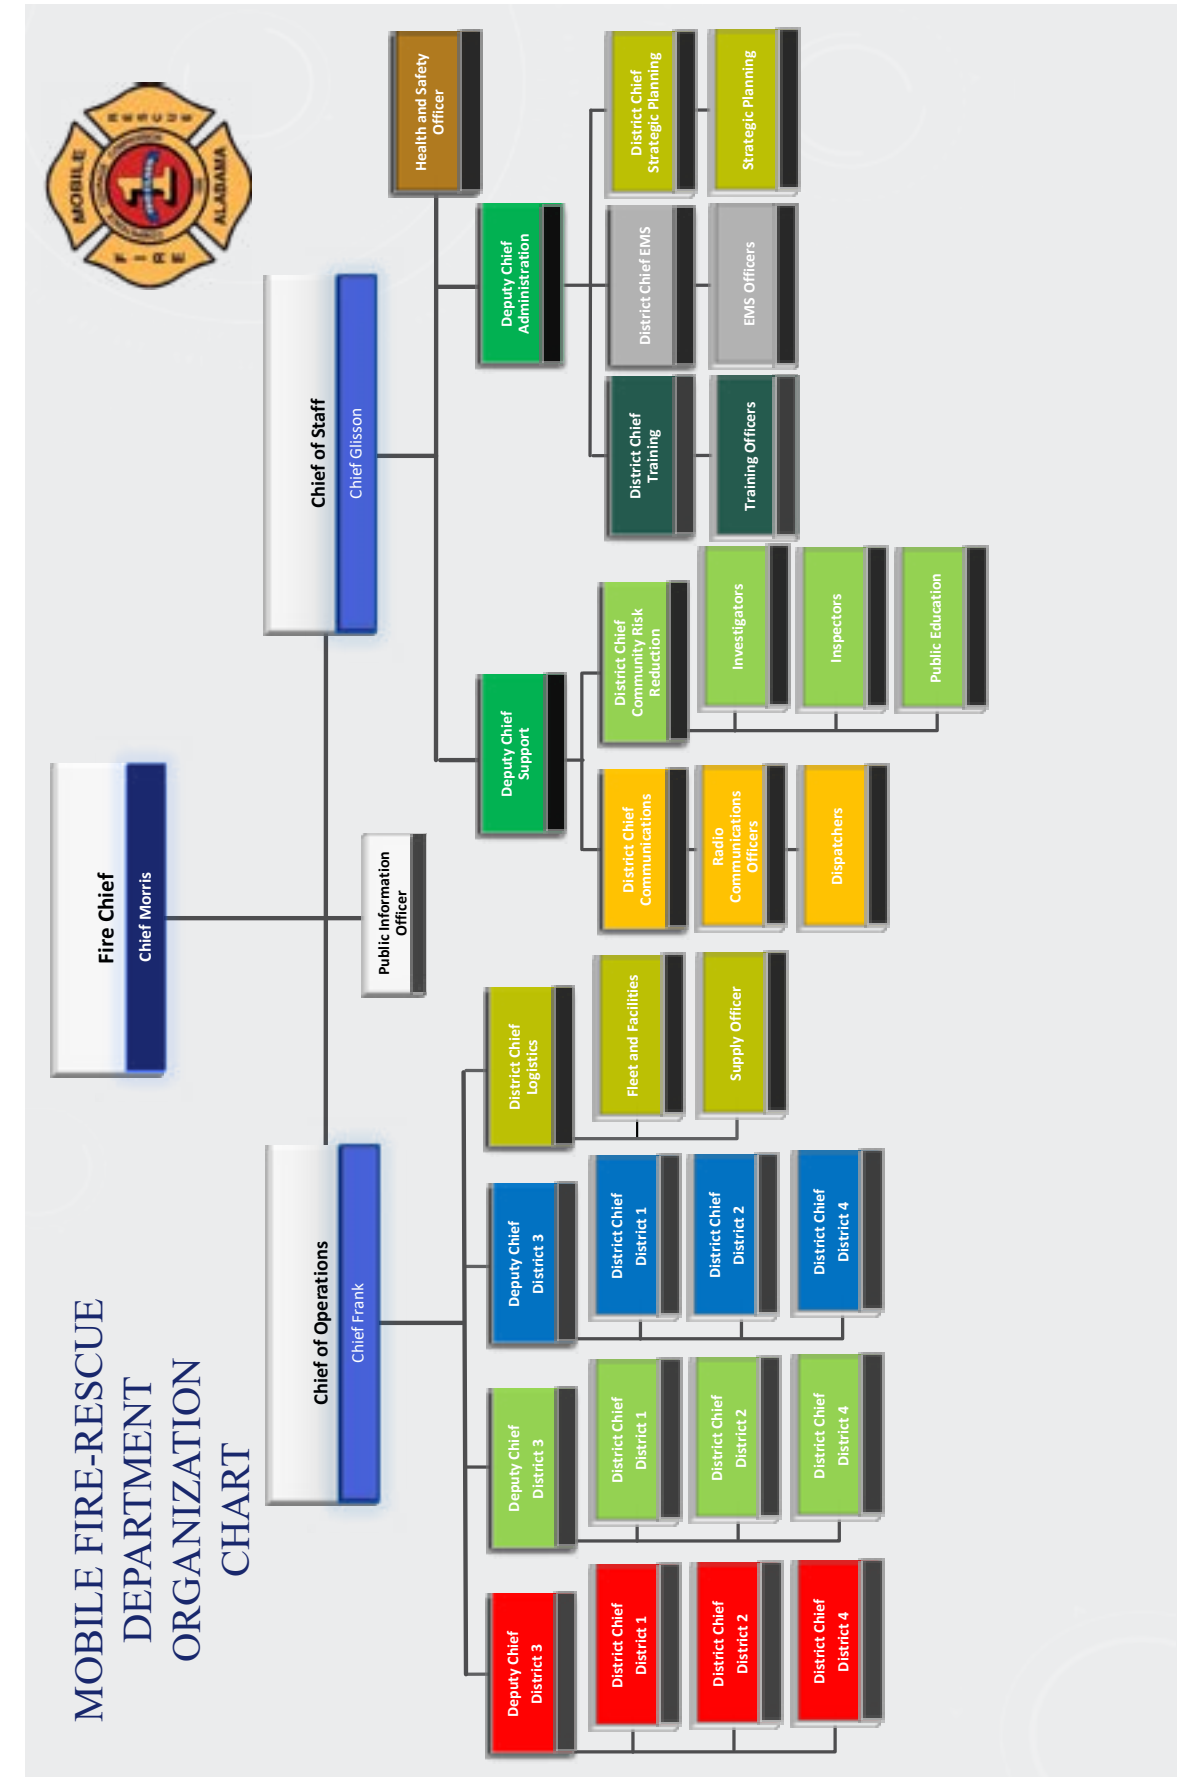 MOBILE FIRE-RESCUE
DEPARTMENT
ORGANIZATION
CHART
Fire Chief
Chief Morris
MOBILE
FIRE
RESCUE
ALABAMA
1
Chief of Operations
Chief Frank
Public Information
Officer
Chief of Staff
Chief Glisson
Health and Safety
Officer
Deputy Chief
District 3
District Chief
District 1
District Chief
District 2
District Chief
District 4
Deputy Chief
District 3
District Chief
District 1
District Chief
District 2
District Chief
District 4
Deputy Chief
District 3
District Chief
District 1
District Chief
District 2
District Chief
District 4
District Chief
Logistics
Fleet and Facilities
Supply Officer
Deputy Chief
Support
District Chief
Communications
Radio
Communications
Officers
Dispatchers
District Chief
Community Risk
Reduction
Investigators
Inspectors
Public Education
Deputy Chief
Administration
District Chief
Training
Training Officers
District Chief EMS
EMS Officers
District Chief
Strategic Planning
Strategic Planning